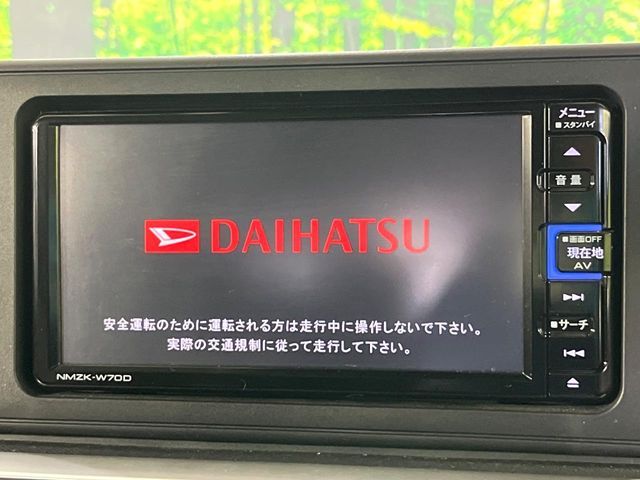 メニュー
スタンバイ
音量
画面OFF
現在地
AV
サーチ
DAIHATSU
安全運転のために運転される方は走行中に操作しないで下さい。
実際の交通規制に従って走行して下さい。
NMZK-W70D